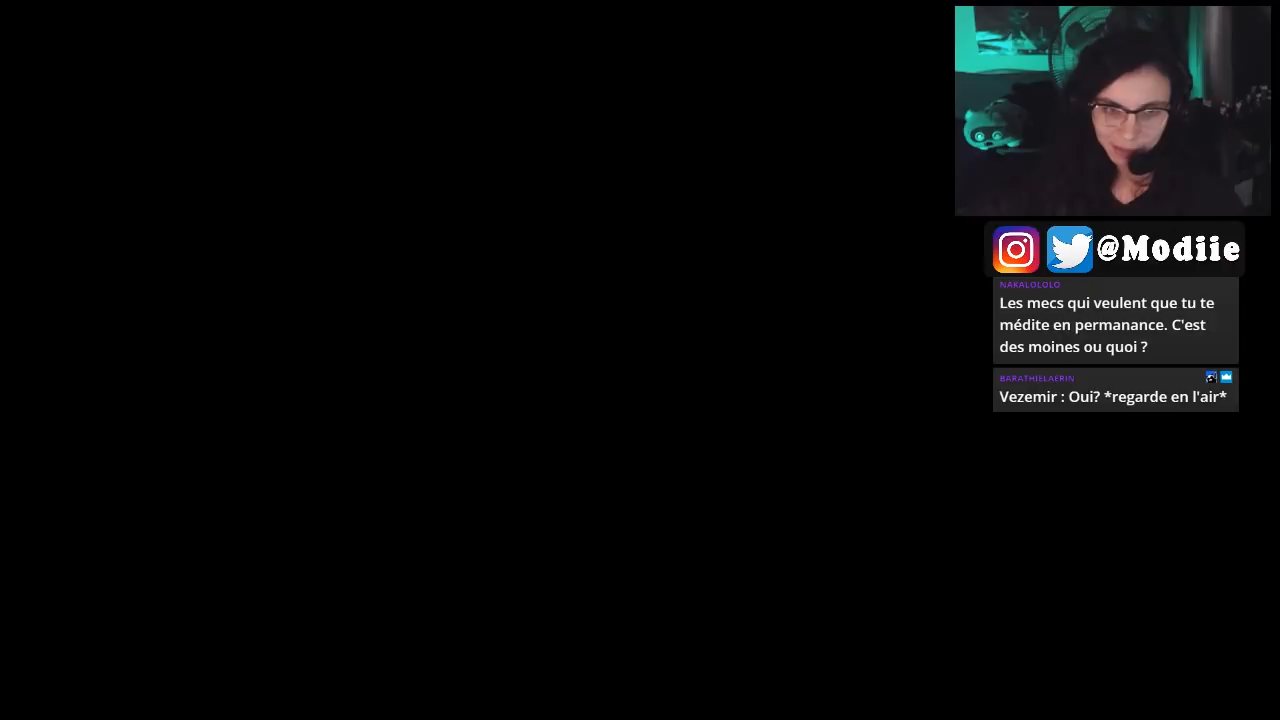 @Modiie
NAKALOLOLO
Les mecs qui veulent que tu te
médite en permanance. C'est
des moines ou quoi ?
BARATHIELAERIN
Vezemir : Oui? *regarde en l'air*